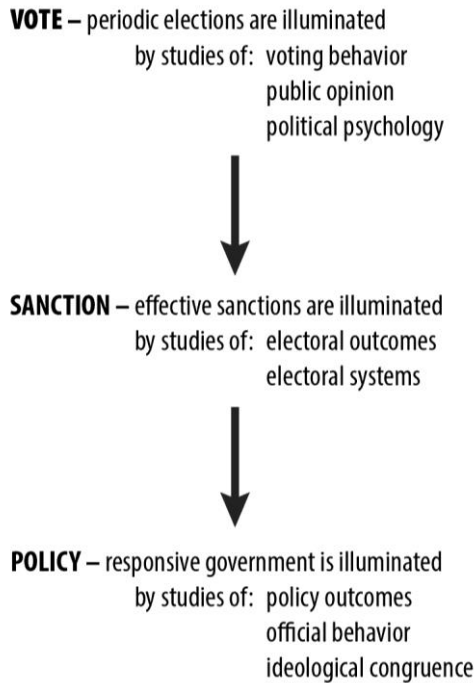 VOTE – periodic elections are illuminated
by studies of: voting behavior
public opinion
political psychology
SANCTION – effective sanctions are illuminated
by studies of: electoral outcomes
electoral systems
POLICY – responsive government is illuminated
by studies of: policy outcomes
official behavior
ideological congruence